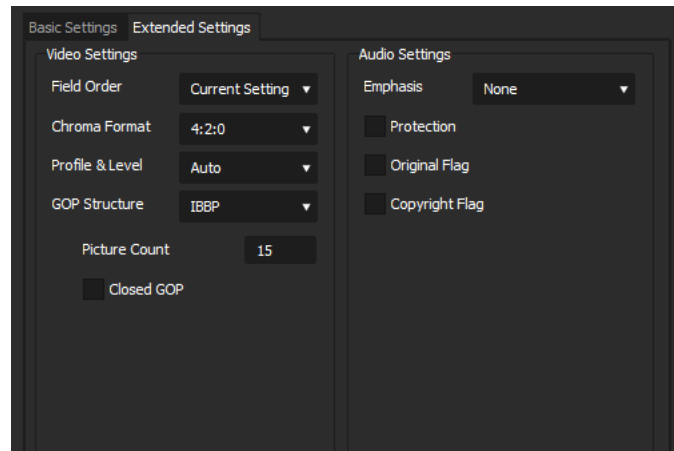 Basic Settings Extended Settings
Video Settings
Field Order Current Setting
Chroma Format 4:2:0
Profile & Level Auto
GOP Structure IBBP
Picture Count 15
Closed GOP
Audio Settings
Emphasis None
Protection
Original Flag
Copyright Flag